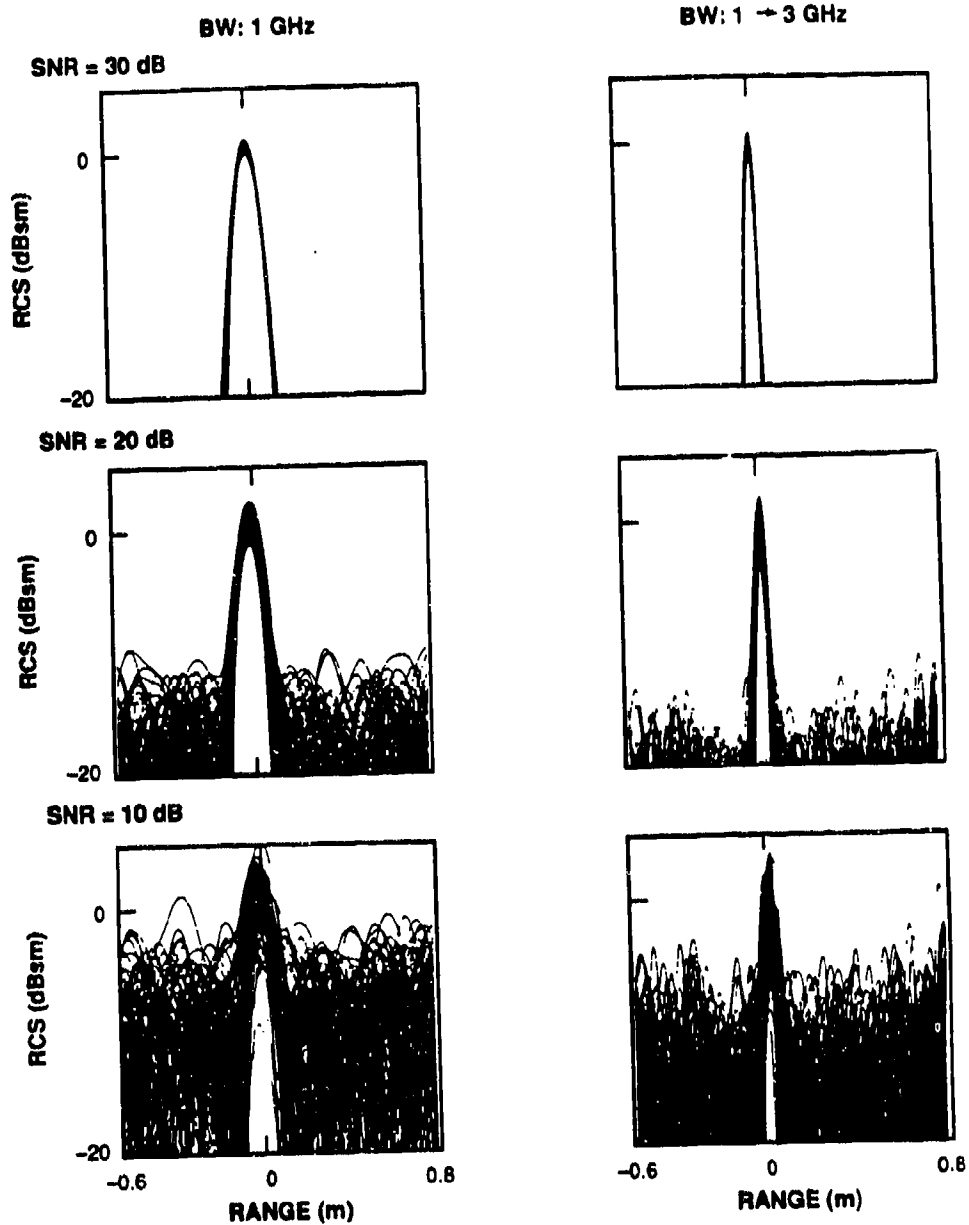 BW: 1 GHz
BW: 1 → 3 GHz
SNR = 30 dB
0
-20
RCS (dBsm)
SNR = 20 dB
0
-20
RCS (dBsm)
SNR = 10 dB
0
-20
RCS (dBsm)
-0.6
0
0.8
RANGE (m)
-0.6
0
0.8
RANGE (m)